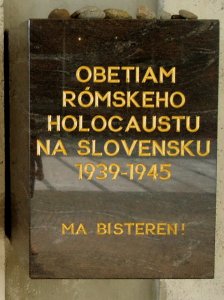 OBETIAM
RÓMSKEHO
HOLOCAUSTU
NA SLOVENSKU
1939-1945
MA BISTEREN!